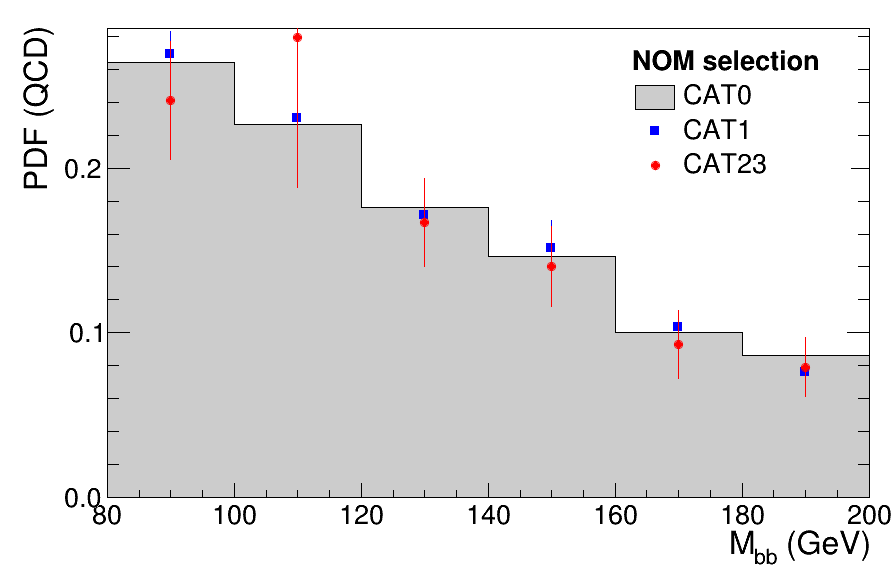 PDF (QCD)
NOM selection
CAT0
CAT1
CAT23
0.2
0.1
0.0
80 100 120 140 160 180 200
M_bb (GeV)